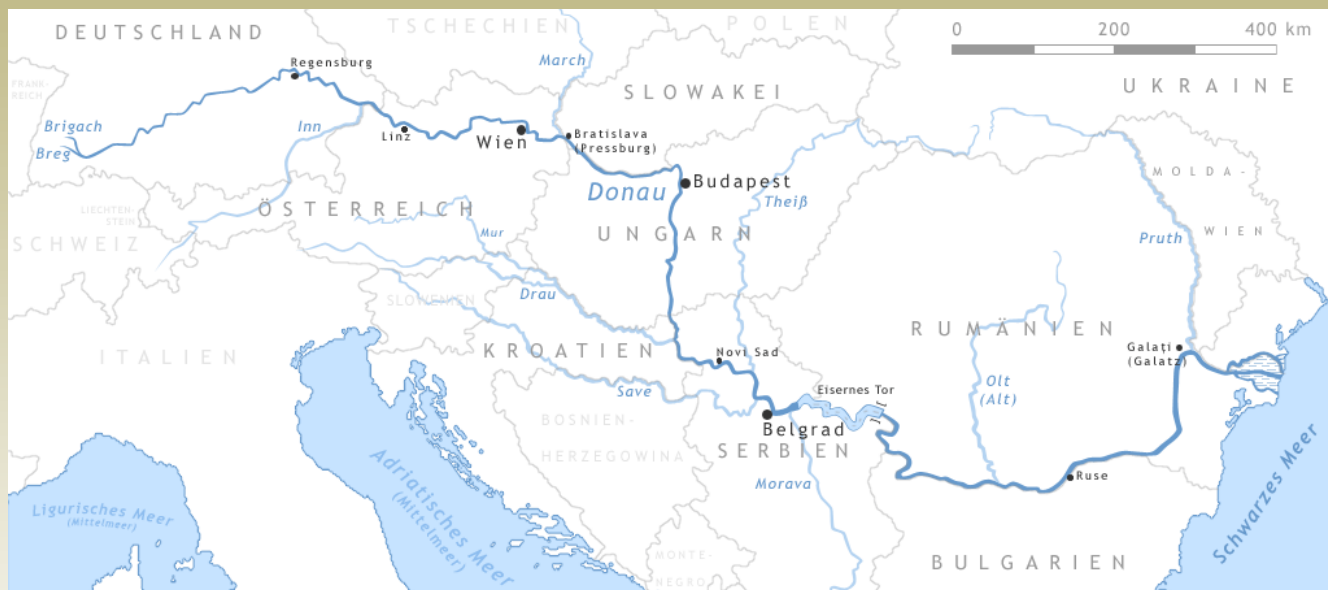 DEUTSCHLAND
TSCHECHIEN
POLEN
0 200 400 km
Regensburg
March
FRANK-
REICH
SLOWAKEI
UKRAINE
Brigach
Breg
Inn
Linz
Wien
Bratislava
(Pressburg)
Donau
Budapest
Theiß
MOLDA-
WIEN
LIECHTEN-
STEIN
SCHWEIZ
ÖSTERREICH
Mur
UNGARN
Pruth
Drau
SLOWENIEN
ITALIEN
KROATIEN
Novi Sad
RUMÄNIEN
Galați
(Galatz)
Save
Eisernes Tor
Olt
(Alt)
BOSNIEN-
HERZEGOWINA
Belgrad
SERBIEN
Morava
Ruse
Ligurisches Meer
(Mittelmeer)
Adriatisches Meer
(Mittelmeer)
Schwarzes Meer
MONTE-
NEGRO
BULGARIEN